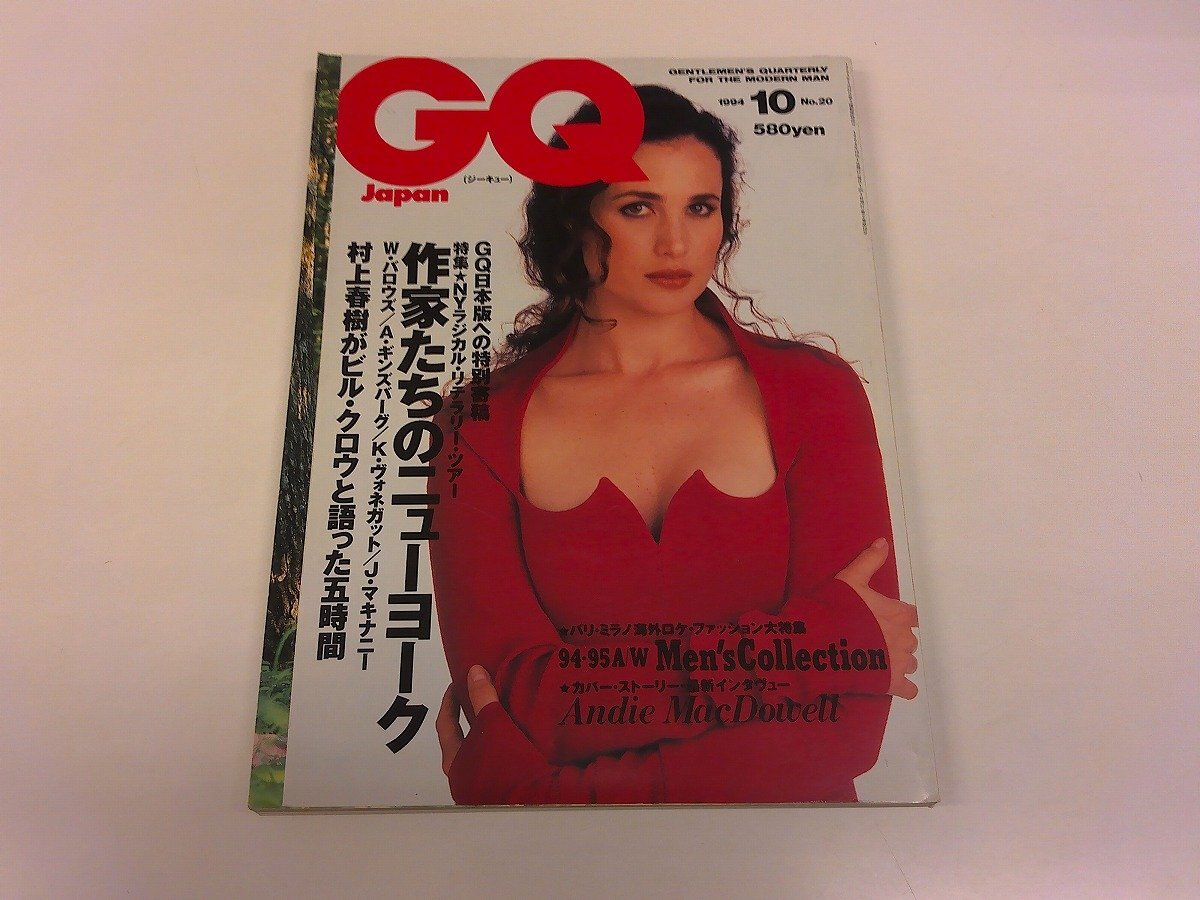 GQ
Japan
(ジーキュー)
GENTLEMEN'S QUARTERLY
FOR THE MODERN MAN
1994 10 No.20
580yen
GQ日本版への特別寄稿
特集★NYラジカル・リテラリー・ツアー
作家たちのニューヨーク
W・バロウズ/A・ギンズバーグ/K・ヴォネガット/J・マキナニー
村上春樹がビル・クロウと語った五時間
★パリ・ミラノ海外ロケ・ファッション大特集
94-95A/W Men'sCollection
★カバー・ストーリー・最新インタヴュー
Andie MacDowell